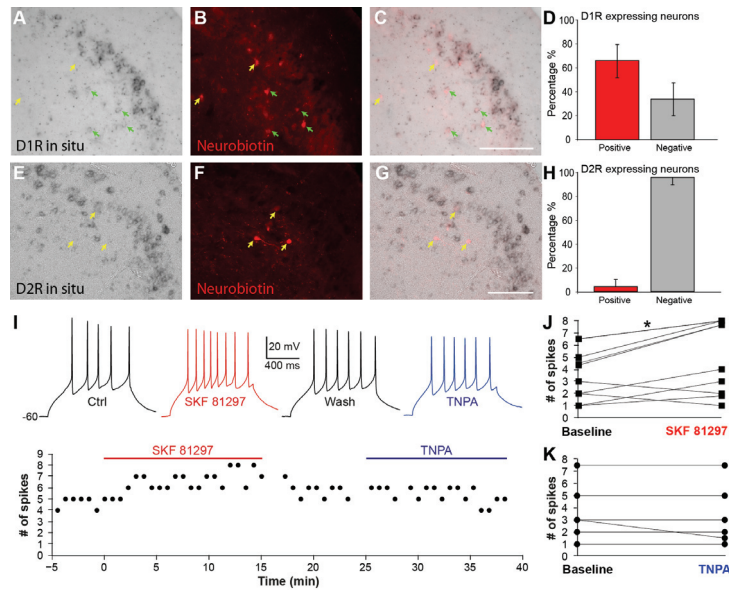 A
D1R in situ
B
Neurobiotin
C
D
D1R expressing neurons
Percentage %
100
80
60
40
20
0
Positive
Negative
E
D2R in situ
F
Neurobiotin
G
H
D2R expressing neurons
Percentage %
100
80
60
40
20
0
Positive
Negative
I
-60
Ctrl
SKF 81297
20 mV
400 ms
Wash
TNPA
SKF 81297
TNPA
# of spikes
9
8
7
6
5
4
3
2
1
0
−5
0
5
10
15
20
25
30
35
40
Time (min)
J
# of spikes
8
7
6
5
4
3
2
1
0
*
Baseline
SKF 81297
K
# of spikes
8
7
6
5
4
3
2
1
0
Baseline
TNPA